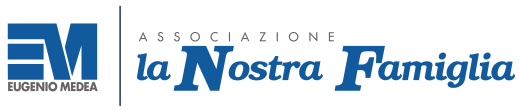 EM
EUGENIO MEDEA
ASSOCIAZIONE
la Nostra Famiglia